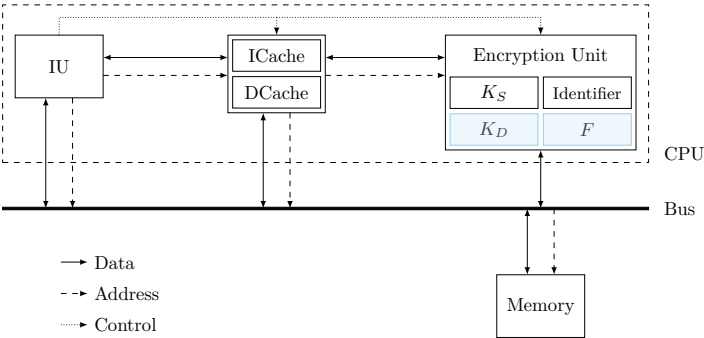 IU
ICache
DCache
Encryption Unit
K_S
Identifier
K_D
F
CPU
Bus
Data
Address
Control
Memory